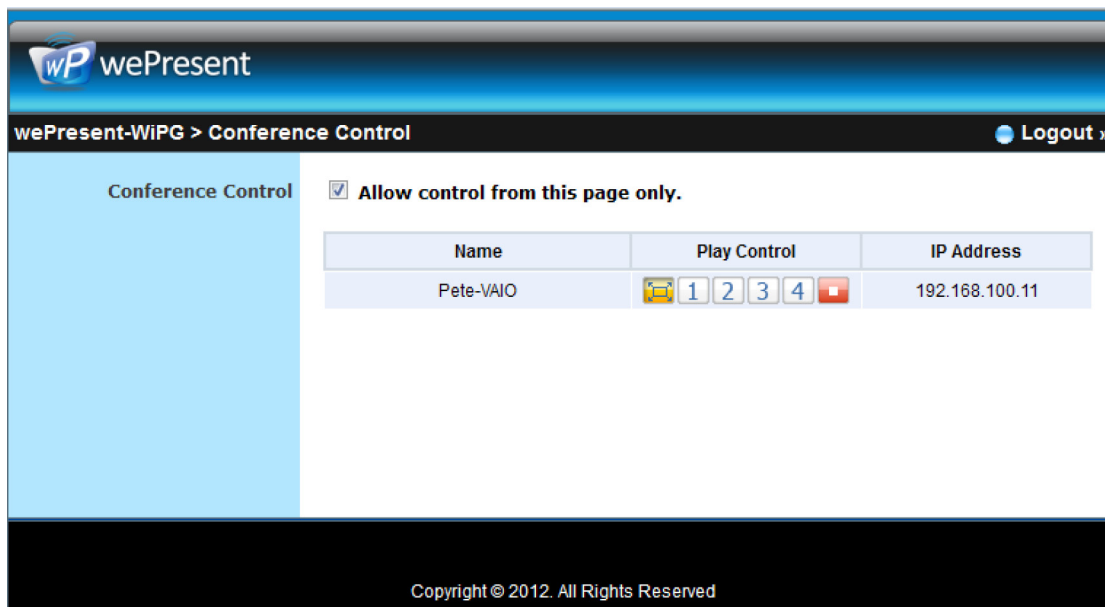 wP wePresent
wePresent-WiPG > Conference Control
Logout »
Conference Control
Allow control from this page only.
Name Play Control IP Address
Pete-VAIO 1 2 3 4 192.168.100.11
Copyright © 2012. All Rights Reserved